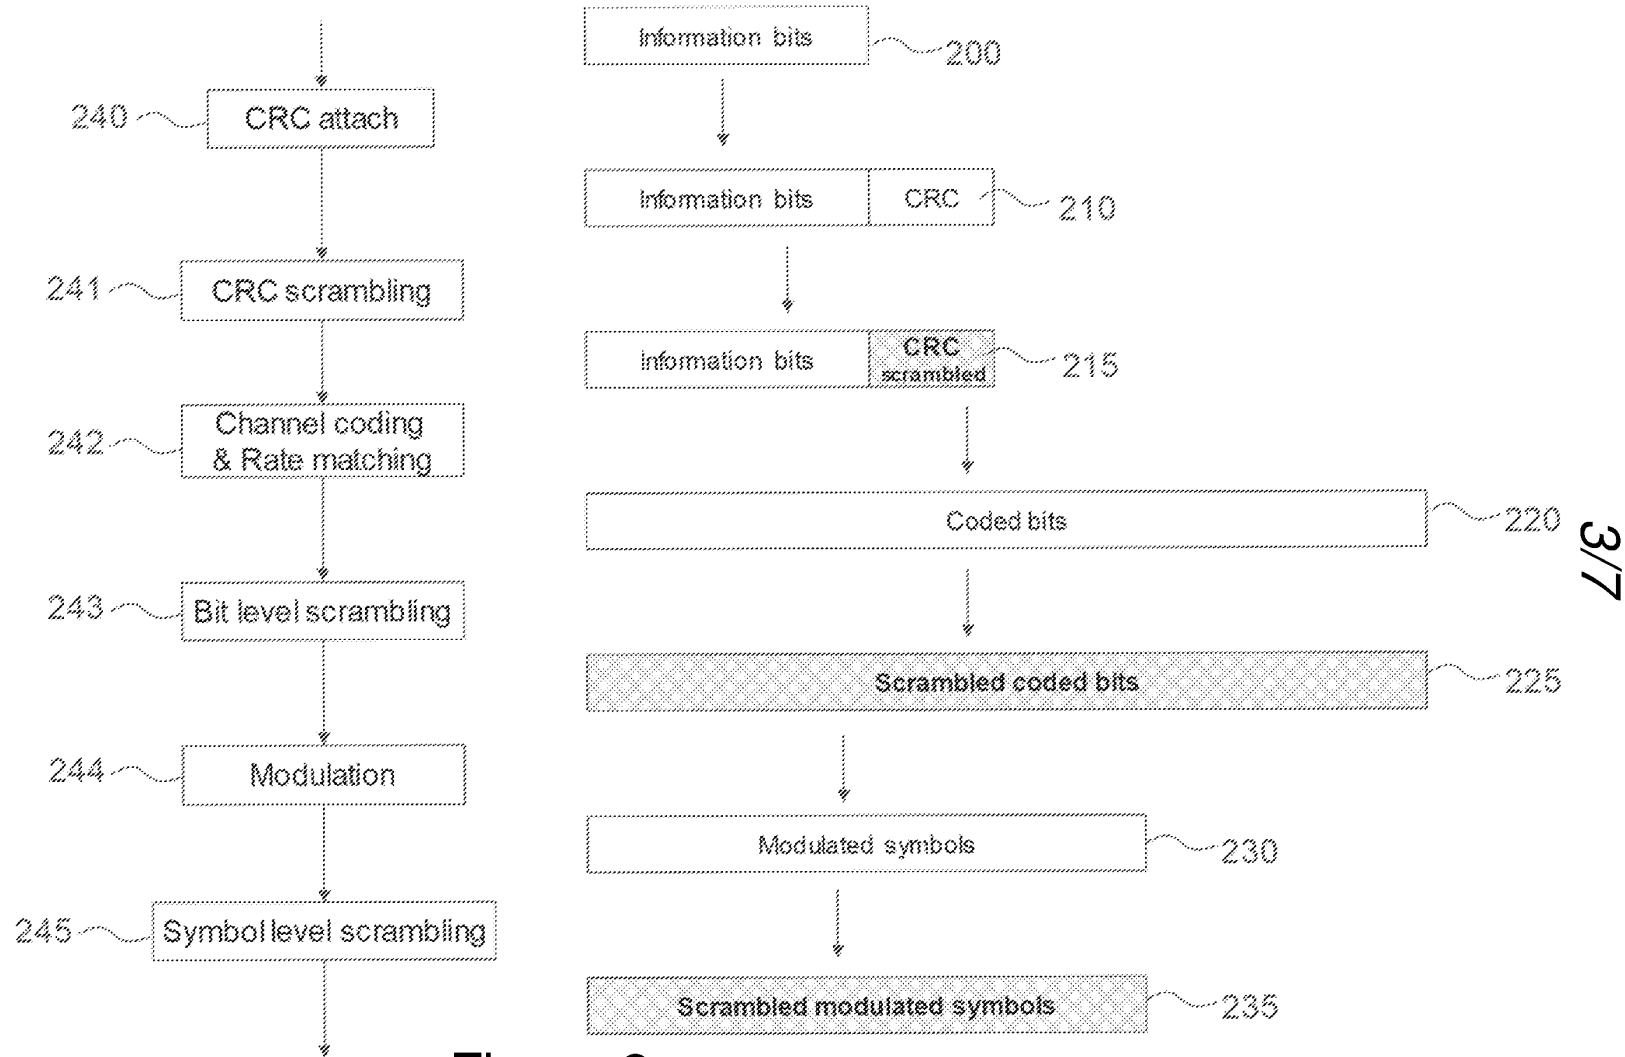 240 CRC attach
241 CRC scrambling
242 Channel coding
& Rate matching
243 Bit level scrambling
244 Modulation
245 Symbol level scrambling
Information bits 200
Information bits CRC 210
Information bits CRC
scrambled 215
Coded bits 220
Scrambled coded bits 225
Modulated symbols 230
Scrambled modulated symbols 235
3/7